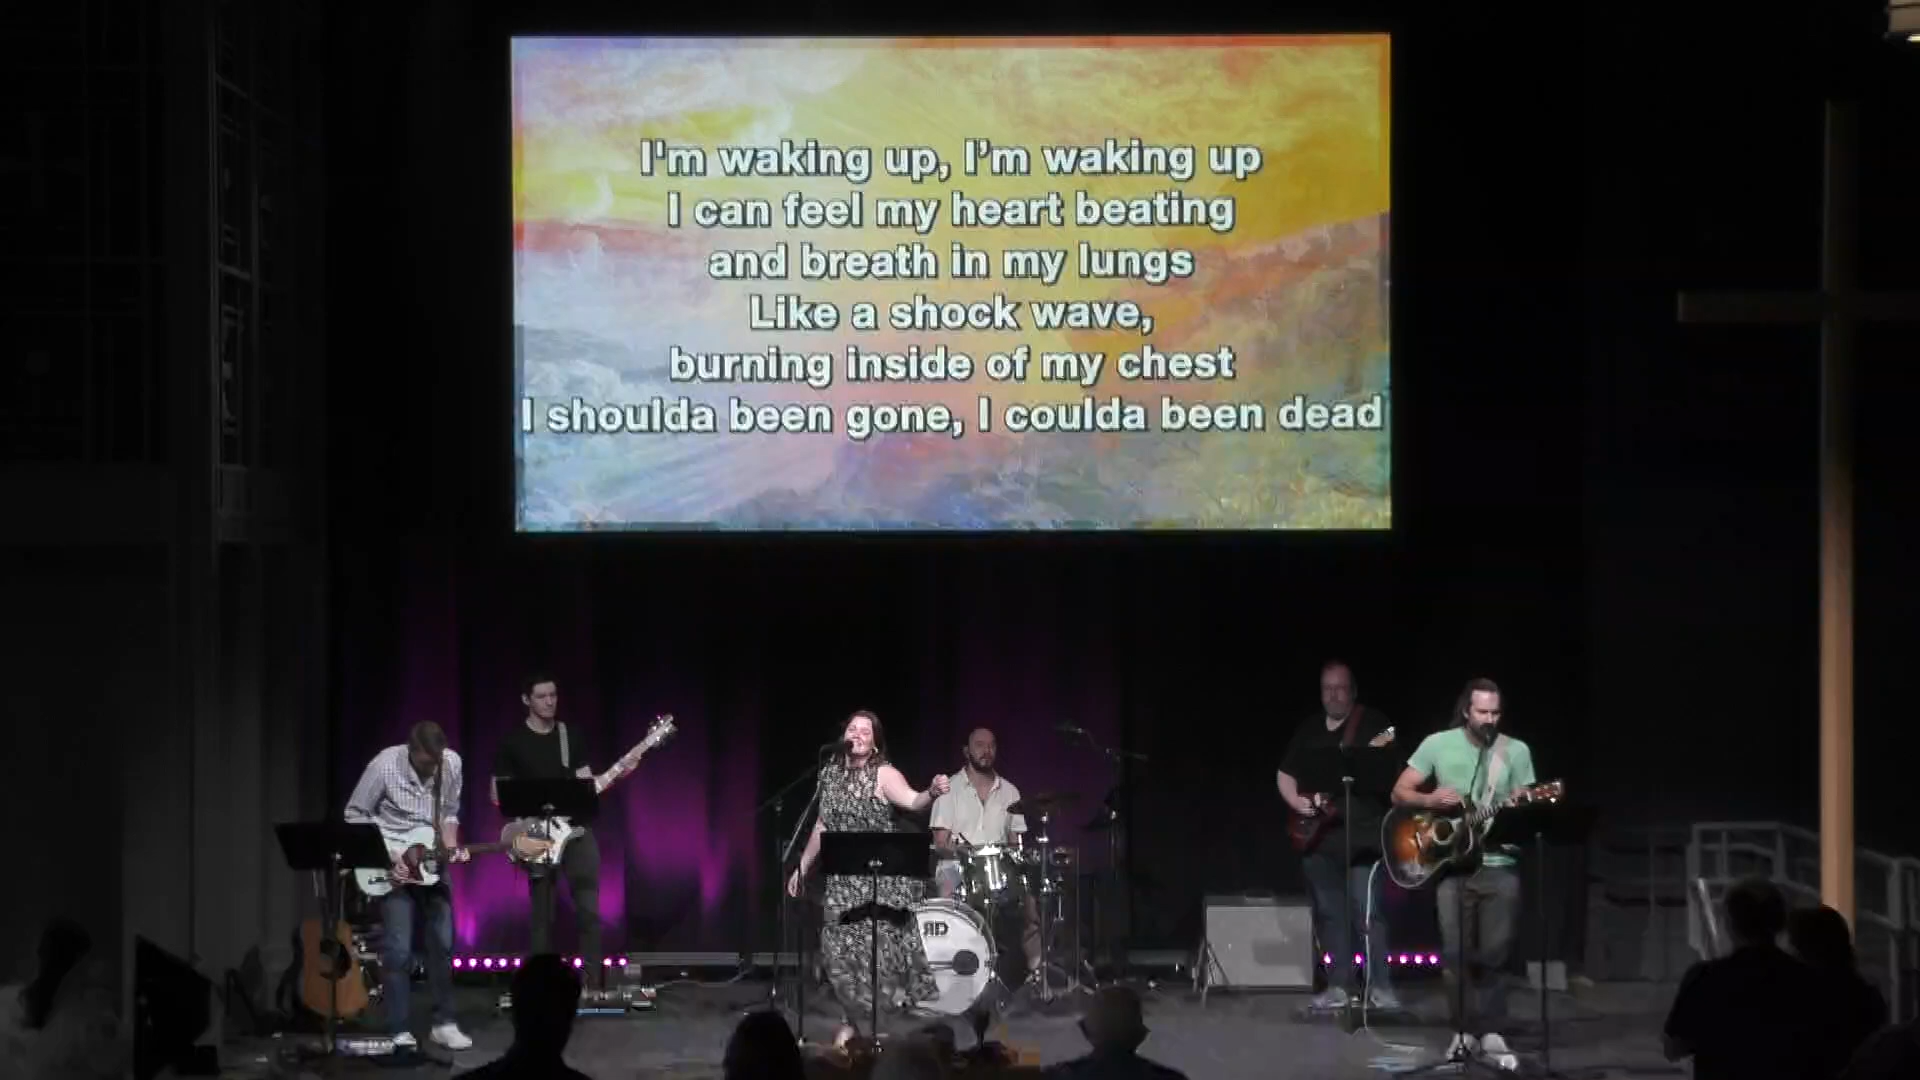 I'm waking up, I’m waking up
I can feel my heart beating
and breath in my lungs
Like a shock wave,
burning inside of my chest
I shoulda been gone, I coulda been dead